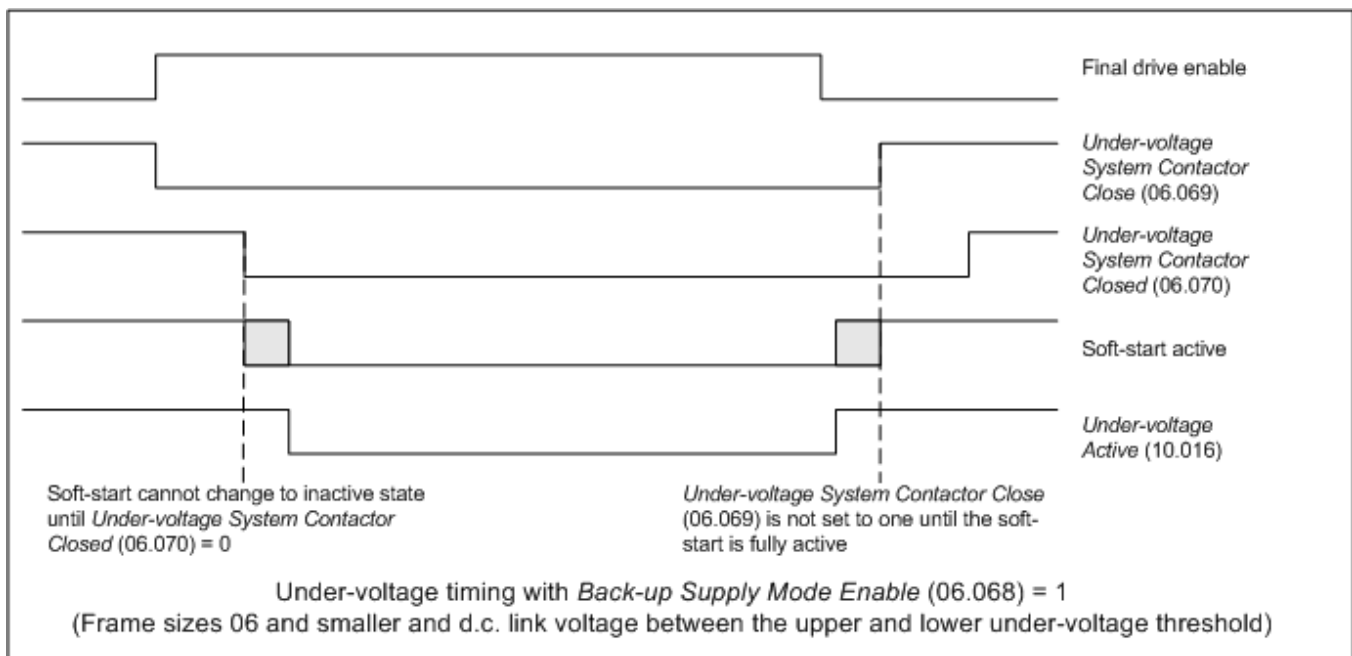 Final drive enable
Under-voltage
System Contactor
Close (06.069)
Under-voltage
System Contactor
Closed (06.070)
Soft-start active
Under-voltage
Active (10.016)
Soft-start cannot change to inactive state
until Under-voltage System Contactor
Closed (06.070) = 0
Under-voltage System Contactor Close
(06.069) is not set to one until the soft-
start is fully active
Under-voltage timing with Back-up Supply Mode Enable (06.068) = 1
(Frame sizes 06 and smaller and d.c. link voltage between the upper and lower under-voltage threshold)